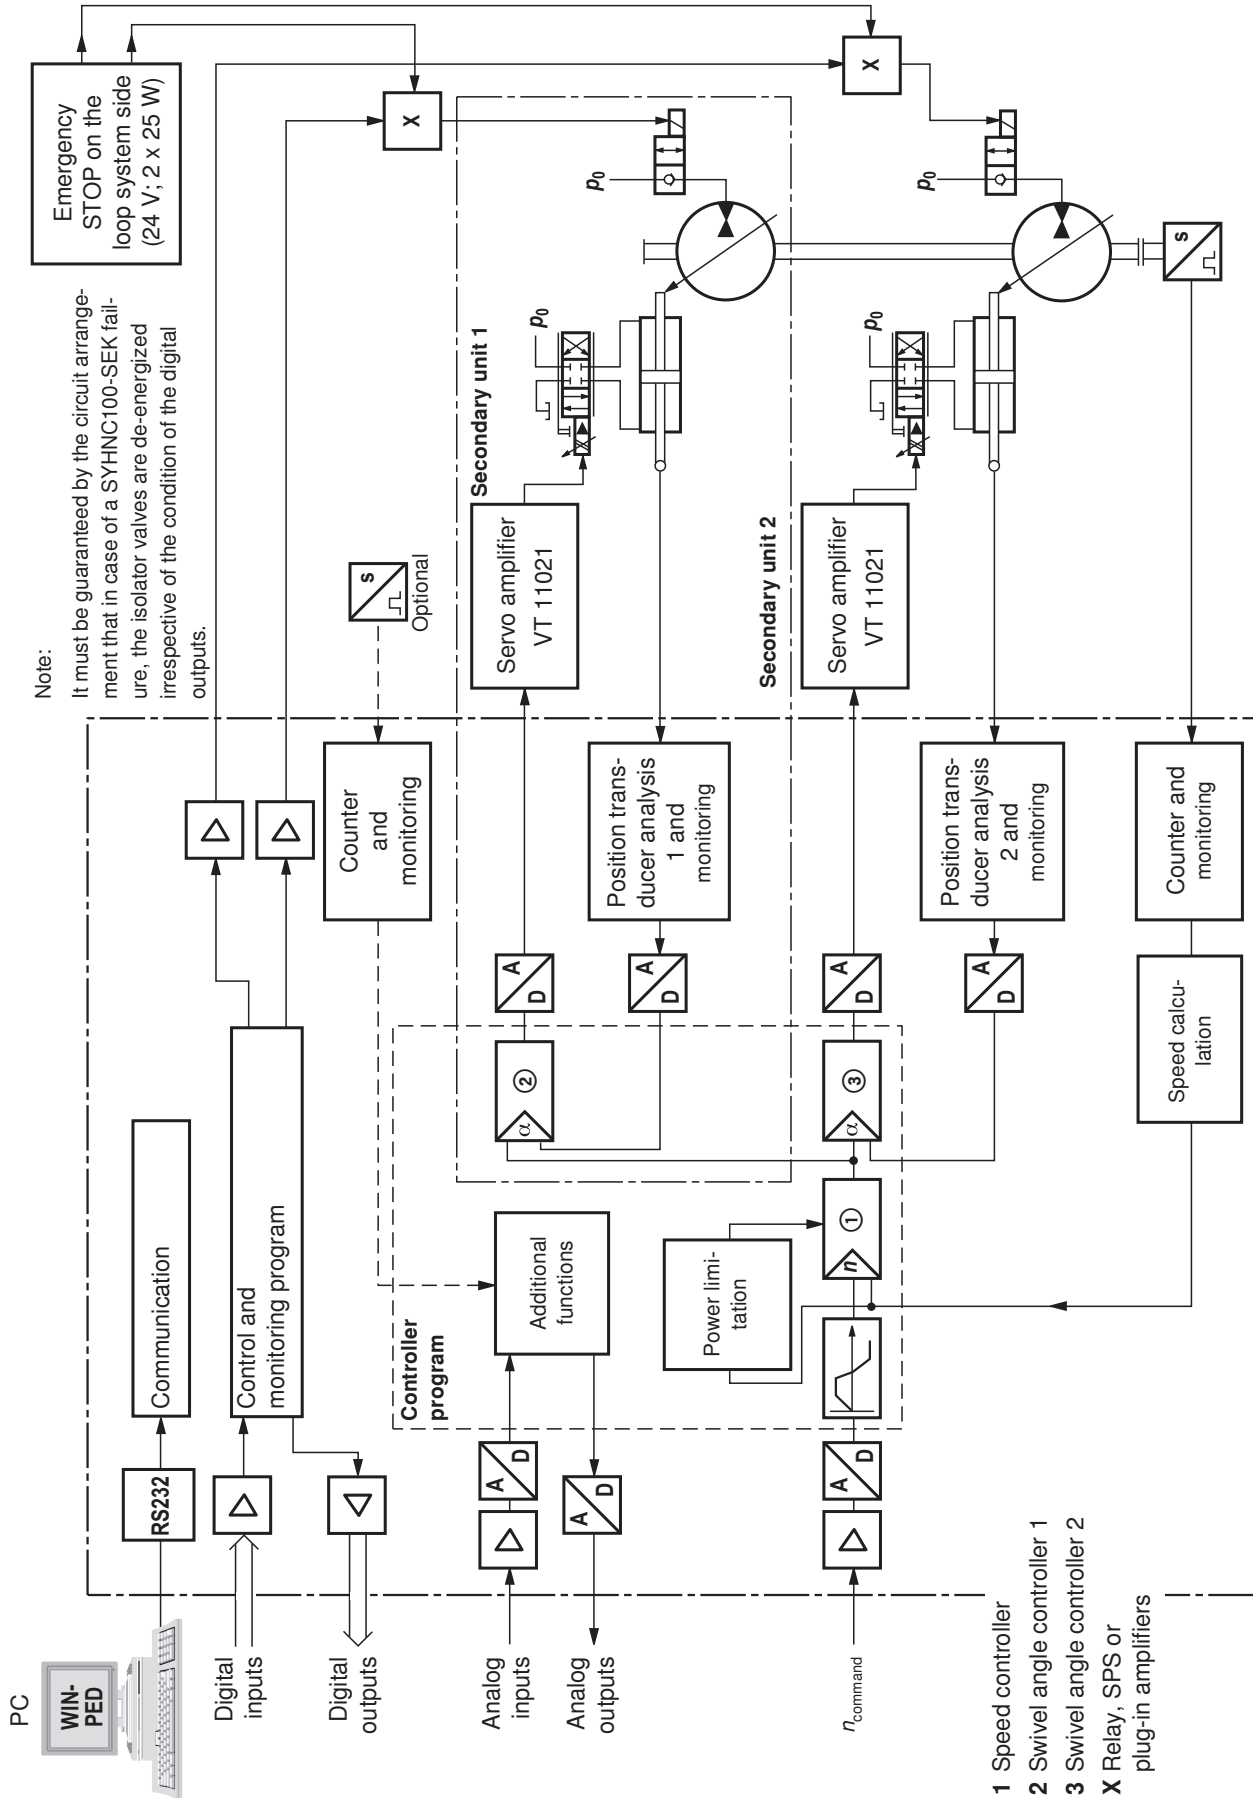 PC
WIN-
PED
RS232
Communication
Digital
inputs
Control and
monitoring program
Digital
outputs
Note:
It must be guaranteed by the circuit arrange-
ment that in case of a SYHNC100-SEK fail-
ure, the isolator valves are de-energized
irrespective of the condition of the digital
outputs.
Emergency
STOP on the
loop system side
(24 V; 2 x 25 W)
X
X
Counter
and
monitoring
s
Optional
Controller
program
Analog
inputs
A
D
Analog
outputs
A
D
Additional
functions
α
2
A
D
Servo amplifier
VT 11021
Secondary unit 1
p0
p0
A
D
Position trans-
ducer analysis
1 and
monitoring
Power limi-
tation
ncommand
A
D
n
1
α
3
A
D
Secondary unit 2
Servo amplifier
VT 11021
p0
p0
A
D
Position trans-
ducer analysis
2 and
monitoring
Speed calcu-
lation
Counter and
monitoring
s
1 Speed controller
2 Swivel angle controller 1
3 Swivel angle controller 2
X Relay, SPS or
plug-in amplifiers